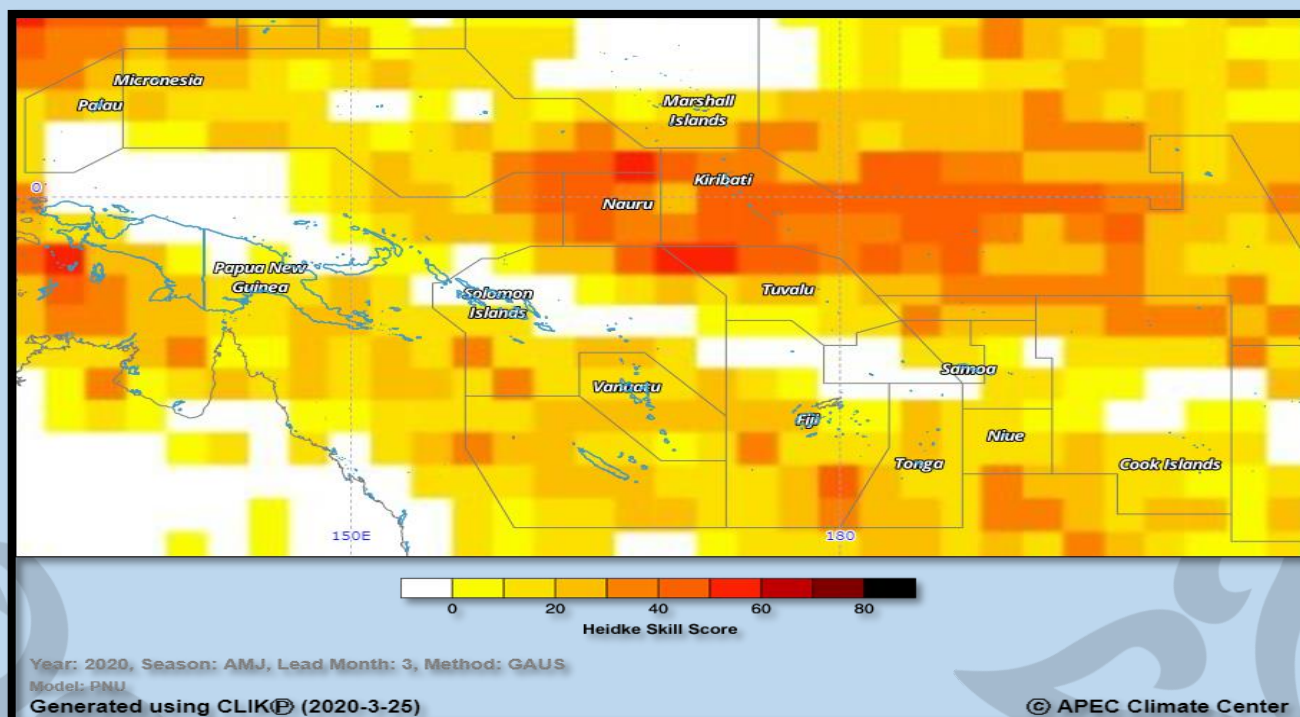 Micronesia
Palau
Marshall
Islands
0
Kiribati
Nauru
Papua New
Guinea
Solomon
Islands
Tuvalu
Samoa
Vanuatu
Fiji
Niue
Tonga
Cook Islands
150E
180
0 20 40 60 80
Heidke Skill Score
Year: 2020, Season: AMJ, Lead Month: 3, Method: GAUS
Model: PNU
Generated using CLIKⓅ (2020-3-25)
© APEC Climate Center